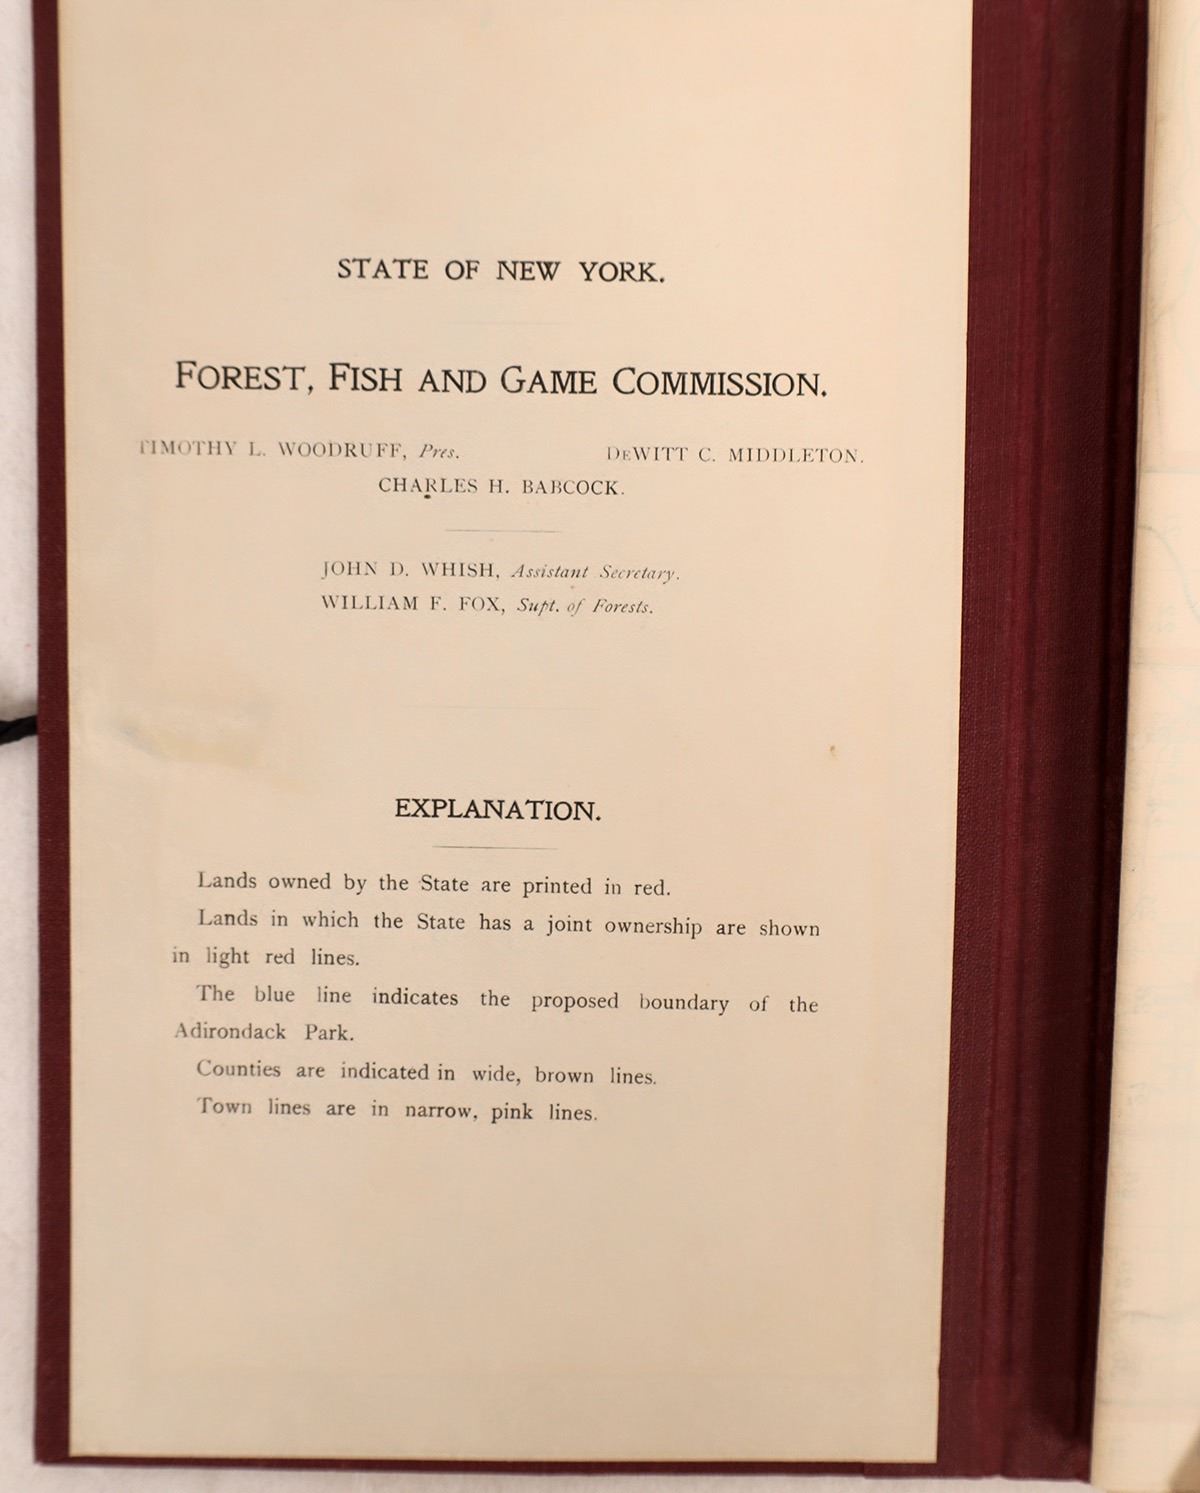 STATE OF NEW YORK.
FOREST, FISH AND GAME COMMISSION.
TIMOTHY L. WOODRUFF, Pres. DEWITT C. MIDDLETON.
CHARLES H. BABCOCK.
JOHN D. WHISH, Assistant Secretary.
WILLIAM F. FOX, Supt. of Forests.
EXPLANATION.
Lands owned by the State are printed in red.
Lands in which the State has a joint ownership are shown
in light red lines.
The blue line indicates the proposed boundary of the
Adirondack Park.
Counties are indicated in wide, brown lines.
Town lines are in narrow, pink lines.